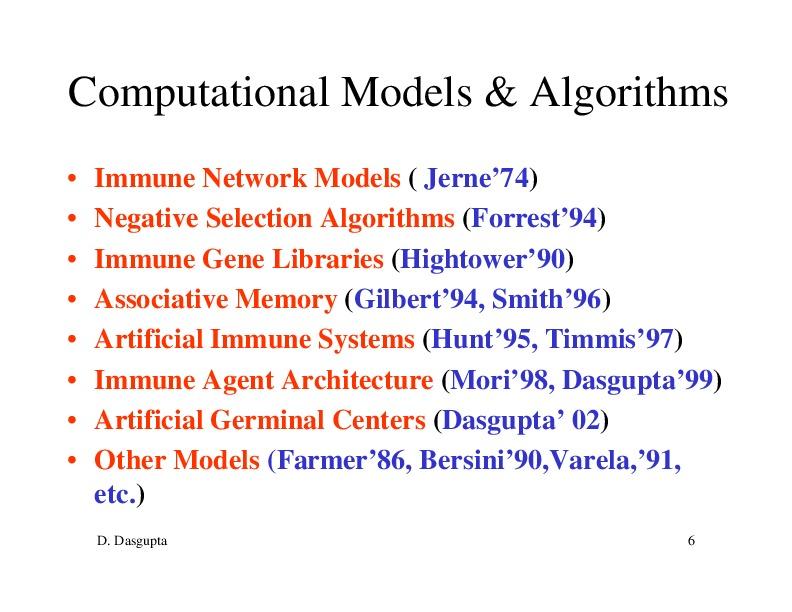 Computational Models & Algorithms
• Immune Network Models ( Jerne’74)
• Negative Selection Algorithms (Forrest’94)
• Immune Gene Libraries (Hightower’90)
• Associative Memory (Gilbert’94, Smith’96)
• Artificial Immune Systems (Hunt’95, Timmis’97)
• Immune Agent Architecture (Mori’98, Dasgupta’99)
• Artificial Germinal Centers (Dasgupta’ 02)
• Other Models (Farmer’86, Bersini’90,Varela,’91,
etc.)
D. Dasgupta 6